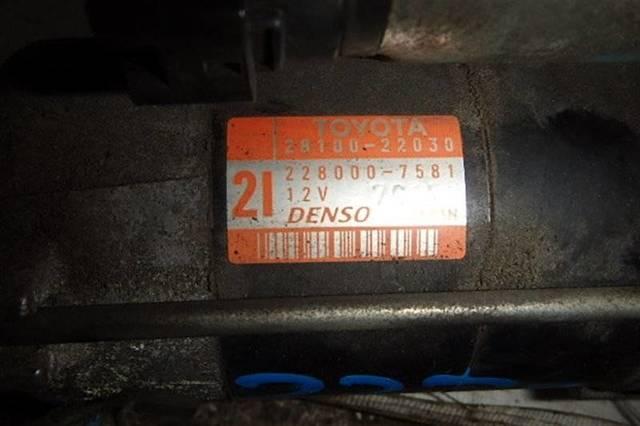 TOYOTA
28100-22030
21 228000-7581
12V
DENSO